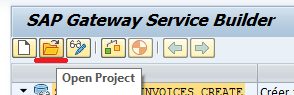 SAP Gateway Service Builder
Open Project
INVOICES_CREATE
Créer